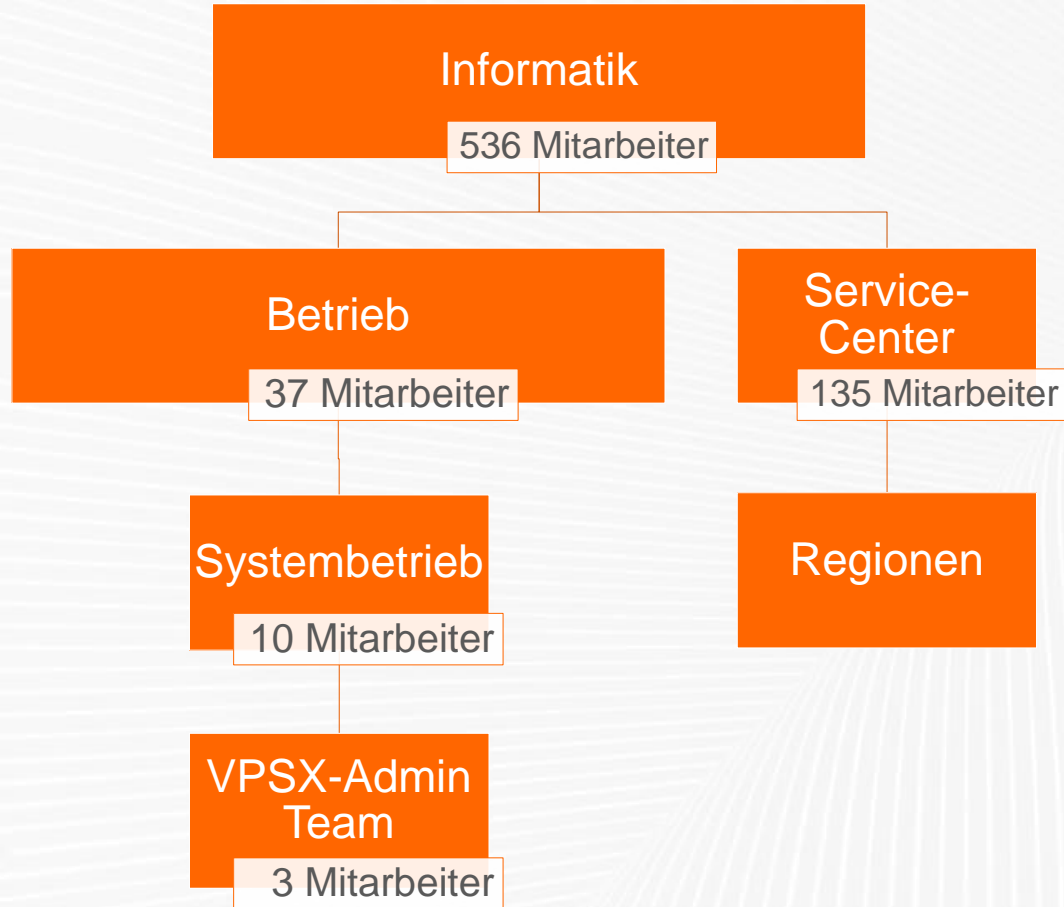 Informatik
536 Mitarbeiter
Betrieb
37 Mitarbeiter
Service-
Center
135 Mitarbeiter
Systembetrieb
10 Mitarbeiter
Regionen
VPSX-Admin
Team
3 Mitarbeiter